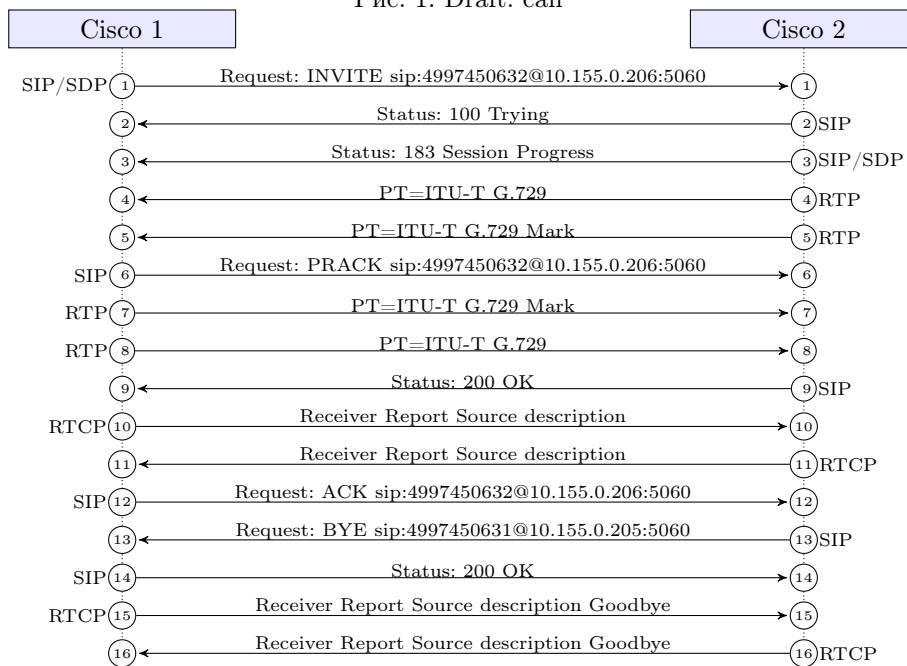 Рис. 1: Draft: call
Cisco 1 Cisco 2
SIP/SDP 1 Request: INVITE sip:4997450632@10.155.0.206:5060 1
2 Status: 100 Trying 2 SIP
3 Status: 183 Session Progress 3 SIP/SDP
4 PT=ITU-T G.729 4 RTP
5 PT=ITU-T G.729 Mark 5 RTP
SIP 6 Request: PRACK sip:4997450632@10.155.0.206:5060 6
RTP 7 PT=ITU-T G.729 Mark 7
RTP 8 PT=ITU-T G.729 8
9 Status: 200 OK 9 SIP
RTCP 10 Receiver Report Source description 10
11 Receiver Report Source description 11 RTCP
SIP 12 Request: ACK sip:4997450632@10.155.0.206:5060 12
13 Request: BYE sip:4997450631@10.155.0.205:5060 13 SIP
SIP 14 Status: 200 OK 14
RTCP 15 Receiver Report Source description Goodbye 15
16 Receiver Report Source description Goodbye 16 RTCP